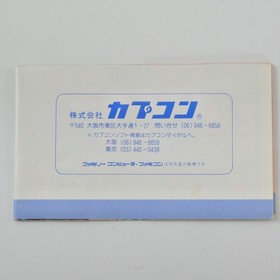 株式会社 カプコン®
〒540 大阪市東区大手通1-27 問い合せ (06) 946-6658
カプコンソフト情報はカプコンダイヤルへ。
大阪 (06) 946-6659
東京 (03) 440-0438
ファミリーコンピュータ・ファミコンは任天堂の商標です